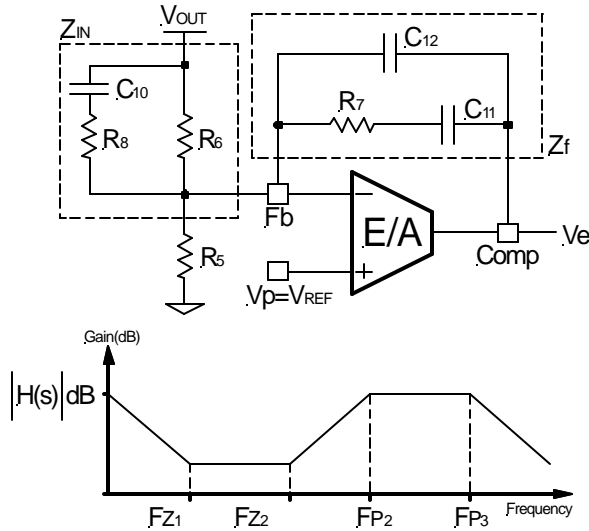 VOUT
ZIN
C12
C10
R7
C11
R8
R6
Zf
Fb
E/A
Ve
R5
Comp
Vp=VREF
Gain(dB)
|H(s)|dB
FZ1
FZ2
FP2
FP3
Frequency